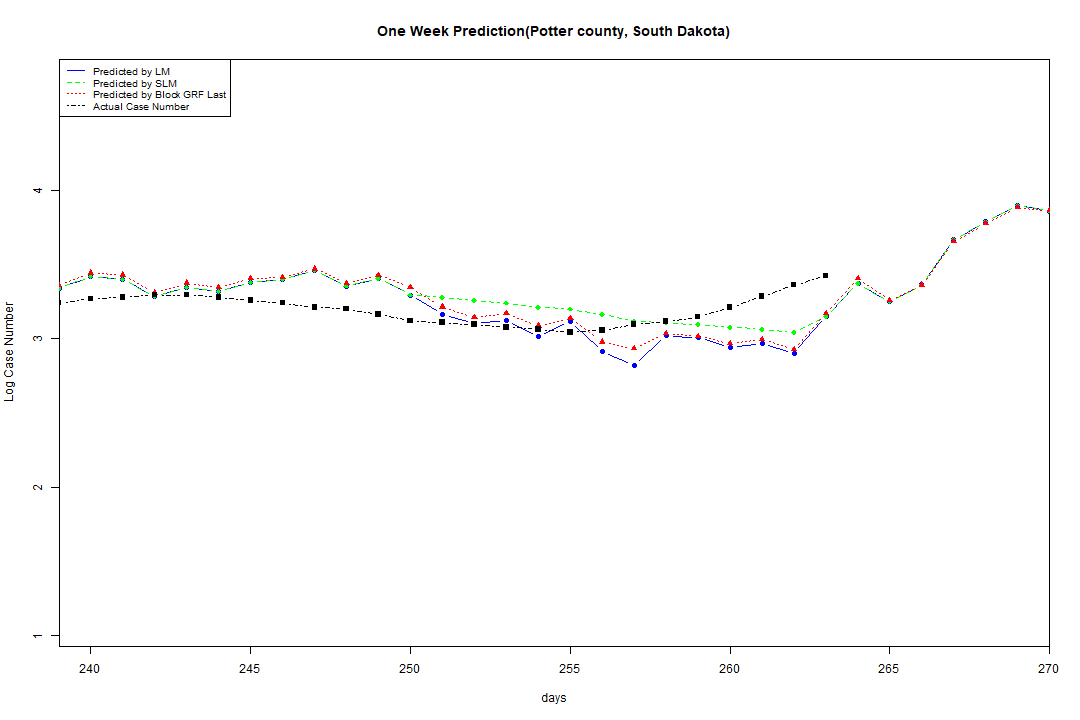 One Week Prediction(Potter county, South Dakota)
Predicted by LM
Predicted by SLM
Predicted by Block GRF Last
Actual Case Number
4
3
2
1
Log Case Number
240 245 250 255 260 265 270
days